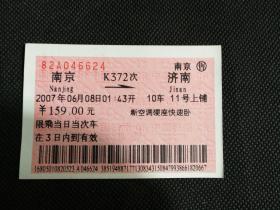 82A046624 南京 售
南京 K372次 济南
Nanjing Jinan
2007年06月08日01:43开 10车 11号上铺
￥159.00元 新空调硬座快速卧
限乘当日当次车
在3日内到有效